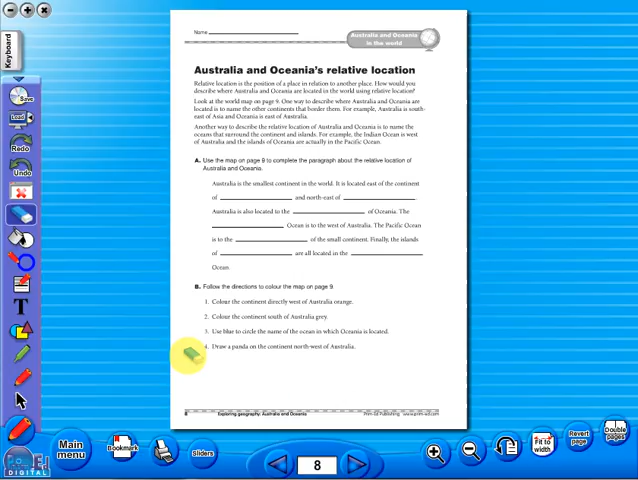 Keyboard
Save
Load
Redo
Undo
T
Name
Australia and Oceania
in the world
Australia and Oceania's relative location
Relative location is the position of a place in relation to another place. How would you
describe where Australia and Oceania are located in the world using relative location?
Look at the world map on page 9. One way to describe where Australia and Oceania are
located is to name the other continents that border them. For example, Australia is south-
east of Asia and Oceania is east of Australia.
Another way to describe the relative location of Australia and Oceania is to name the
oceans that surround the continent and islands. For example, the Indian Ocean is west
of Australia and the islands of Oceania are actually in the Pacific Ocean.
A. Use the map on page 9 to complete the paragraph about the relative location of
Australia and Oceania.
Australia is the smallest continent in the world. It is located east of the continent
of and north-east of .
Australia is also located to the of Oceania. The
Ocean is to the west of Australia. The Pacific Ocean
is to the of the small continent. Finally, the islands
of are all located in the
Ocean.
B. Follow the directions to colour the map on page 9.
1. Colour the continent directly west of Australia orange.
2. Colour the continent south of Australia grey.
3. Use blue to circle the name of the ocean in which Oceania is located.
4. Draw a panda on the continent north-west of Australia.
8 Exploring geography: Australia and Oceania Prim-Ed Publishing www.prim-ed.com
DIGITAL
Main
menu
Bookmark
Sliders
8
Fit to
width
Revert
page
Double
pages